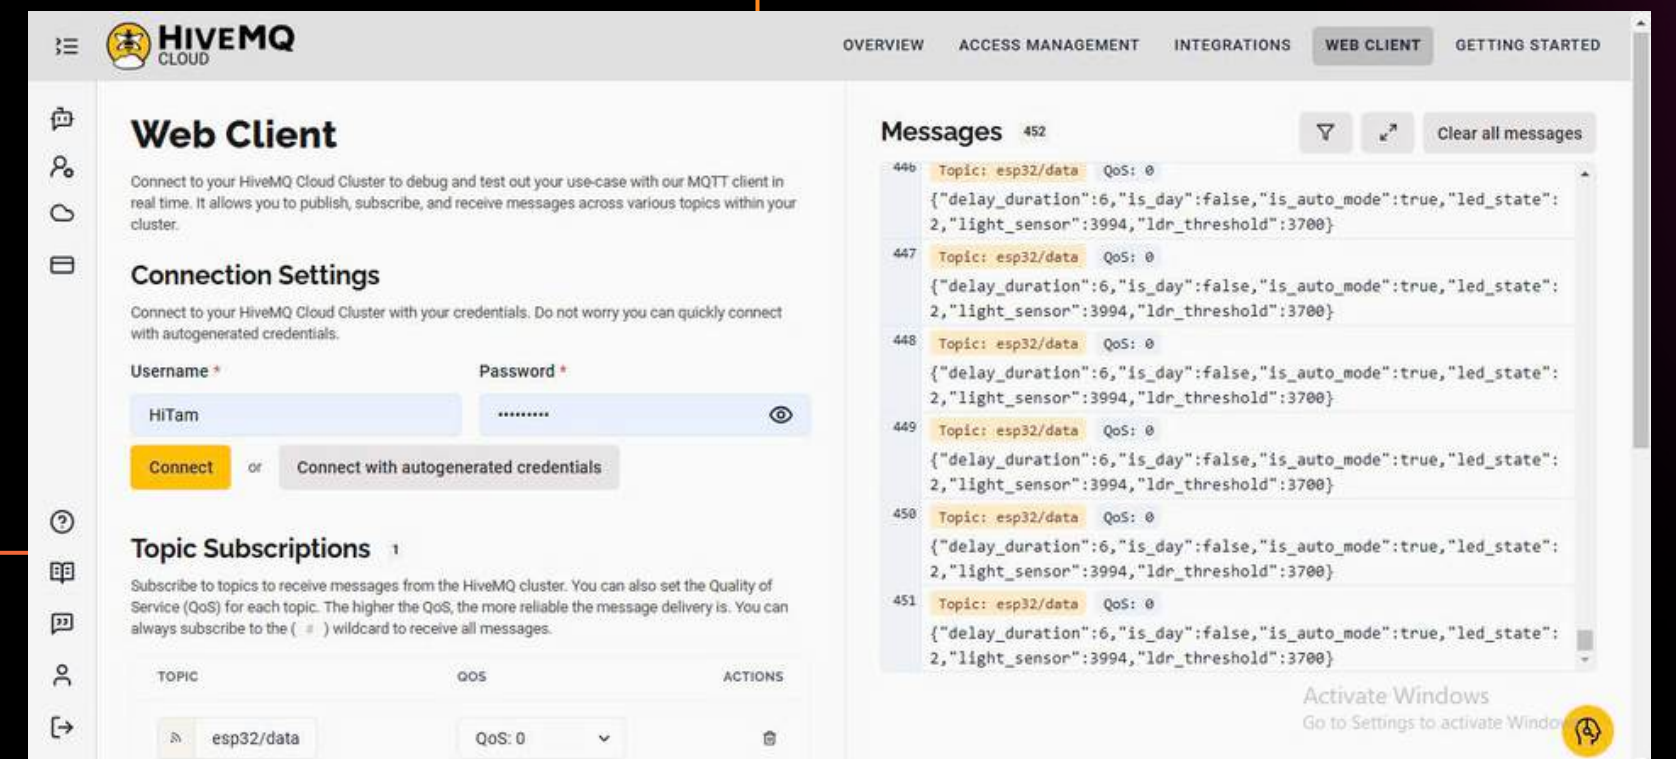 HIVEMQ
CLOUD
OVERVIEW ACCESS MANAGEMENT INTEGRATIONS WEB CLIENT GETTING STARTED
Web Client
Connect to your HiveMQ Cloud Cluster to debug and test out your use-case with our MQTT client in
real time. It allows you to publish, subscribe, and receive messages across various topics within your
cluster.
Connection Settings
Connect to your HiveMQ Cloud Cluster with your credentials. Do not worry you can quickly connect
with autogenerated credentials.
Username * Password *
HiTam •••••••••
Connect or Connect with autogenerated credentials
Topic Subscriptions 1
Subscribe to topics to receive messages from the HiveMQ cluster. You can also set the Quality of
Service (QoS) for each topic. The higher the QoS, the more reliable the message delivery is. You can
always subscribe to the ( # ) wildcard to receive all messages.
TOPIC QOS ACTIONS
esp32/data QoS: 0
Messages 452
Clear all messages
446 Topic: esp32/data QoS: 0
{"delay_duration":6,"is_day":false,"is_auto_mode":true,"led_state":
2,"light_sensor":3994,"ldr_threshold":3700}
447 Topic: esp32/data QoS: 0
{"delay_duration":6,"is_day":false,"is_auto_mode":true,"led_state":
2,"light_sensor":3994,"ldr_threshold":3700}
448 Topic: esp32/data QoS: 0
{"delay_duration":6,"is_day":false,"is_auto_mode":true,"led_state":
2,"light_sensor":3994,"ldr_threshold":3700}
449 Topic: esp32/data QoS: 0
{"delay_duration":6,"is_day":false,"is_auto_mode":true,"led_state":
2,"light_sensor":3994,"ldr_threshold":3700}
450 Topic: esp32/data QoS: 0
{"delay_duration":6,"is_day":false,"is_auto_mode":true,"led_state":
2,"light_sensor":3994,"ldr_threshold":3700}
451 Topic: esp32/data QoS: 0
{"delay_duration":6,"is_day":false,"is_auto_mode":true,"led_state":
2,"light_sensor":3994,"ldr_threshold":3700}
Activate Windows
Go to Settings to activate Windo